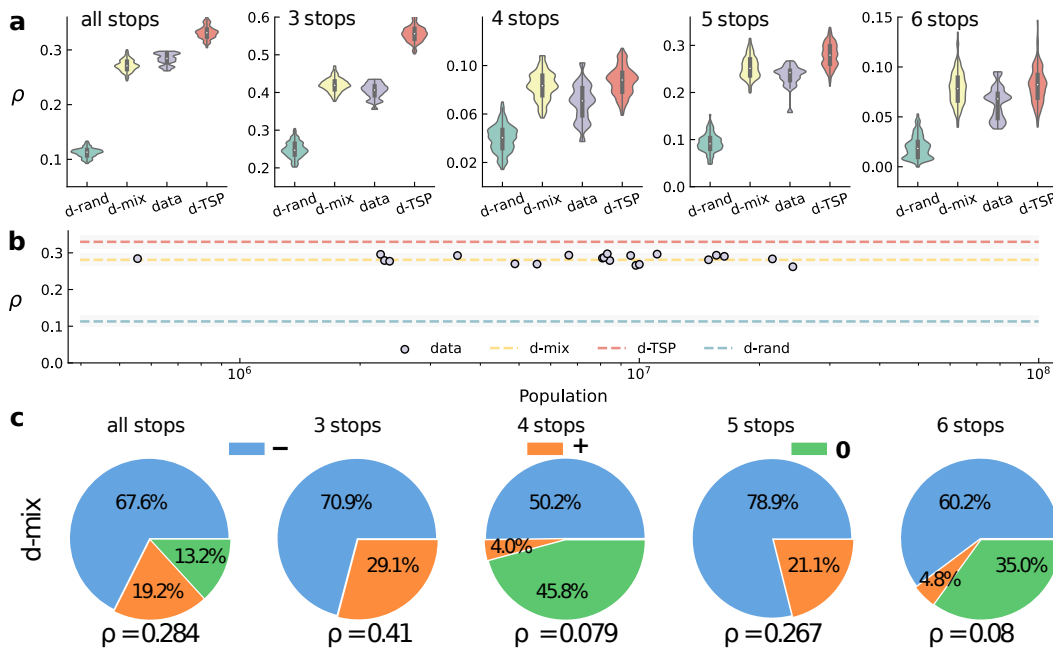 a
all stops 3 stops 4 stops 5 stops 6 stops
ρ
0.3
0.2
0.1
d-rand d-mix data d-TSP
0.6
0.5
0.4
0.3
0.2
d-rand d-mix data d-TSP
0.10
0.06
0.02
d-rand d-mix data d-TSP
0.3
0.2
0.1
0.0
d-rand d-mix data d-TSP
0.15
0.10
0.05
0.00
d-rand d-mix data d-TSP
b
ρ
0.3
0.2
0.1
0.0
data d-mix d-TSP d-rand
10⁶ 10⁷ 10⁸
Population
c
all stops 3 stops 4 stops 5 stops 6 stops
− + 0
d-mix
67.6%
13.2%
19.2%
ρ = 0.284
70.9%
29.1%
ρ = 0.41
50.2%
4.0%
45.8%
ρ = 0.079
78.9%
21.1%
ρ = 0.267
60.2%
4.8%
35.0%
ρ = 0.08